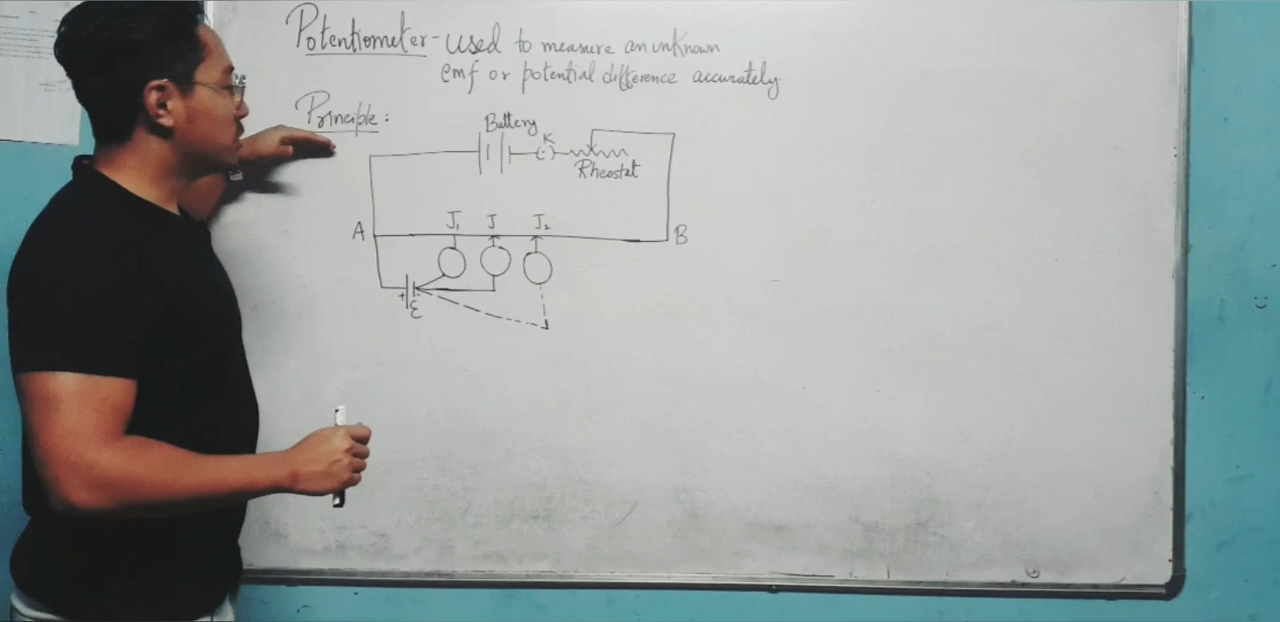 Potentiometer - used to measure an unknown
emf or potential difference accurately
Principle :
Battery
K
Rheostat
A J₁ J J₂ B
+ - ε